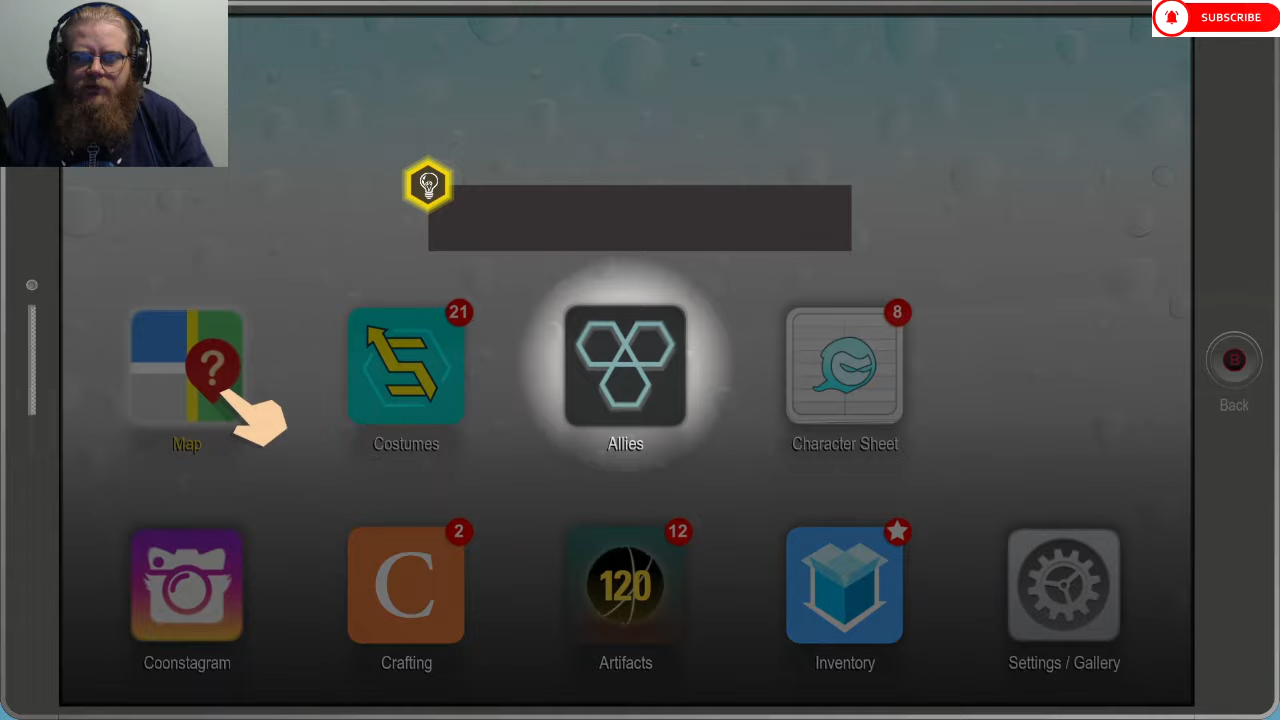 SUBSCRIBE
21
8
?
B
Map
Costumes
Allies
Character Sheet
Back
2
12
C
120
Coonstagram
Crafting
Artifacts
Inventory
Settings / Gallery